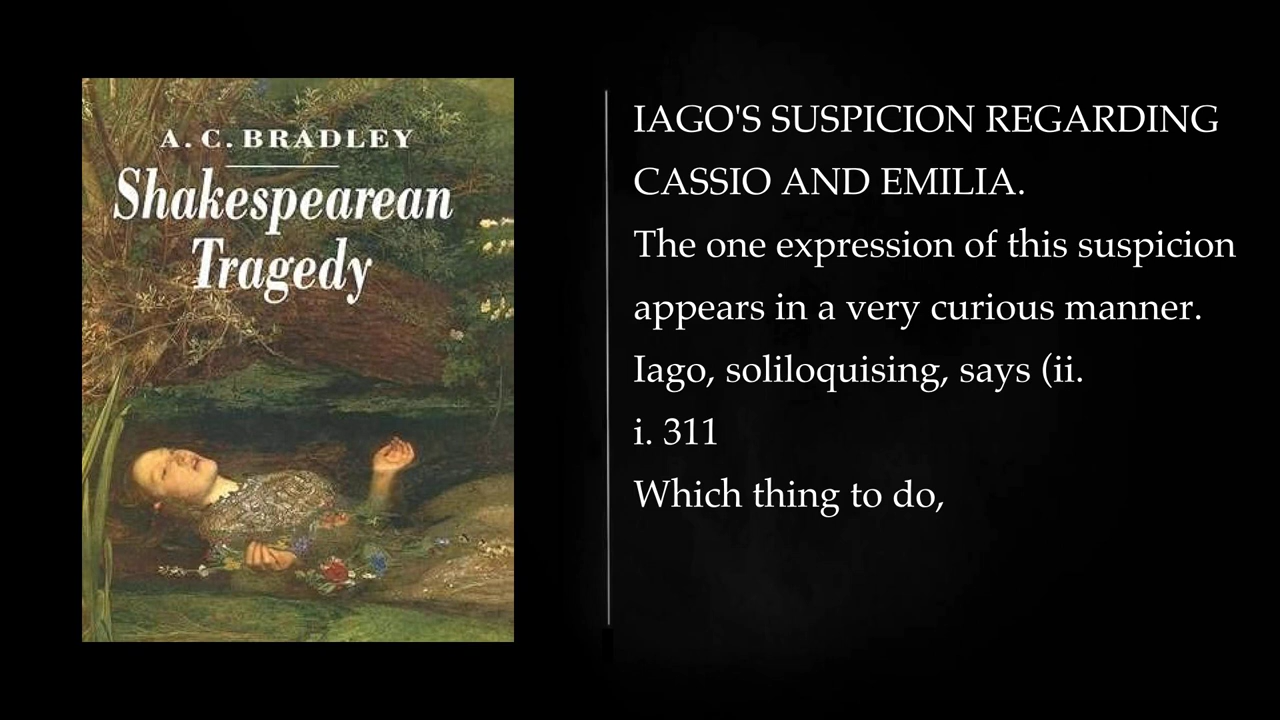 A. C. BRADLEY
Shakespearean
Tragedy
IAGO'S SUSPICION REGARDING
CASSIO AND EMILIA.
The one expression of this suspicion
appears in a very curious manner.
Iago, soliloquising, says (ii.
i. 311
Which thing to do,